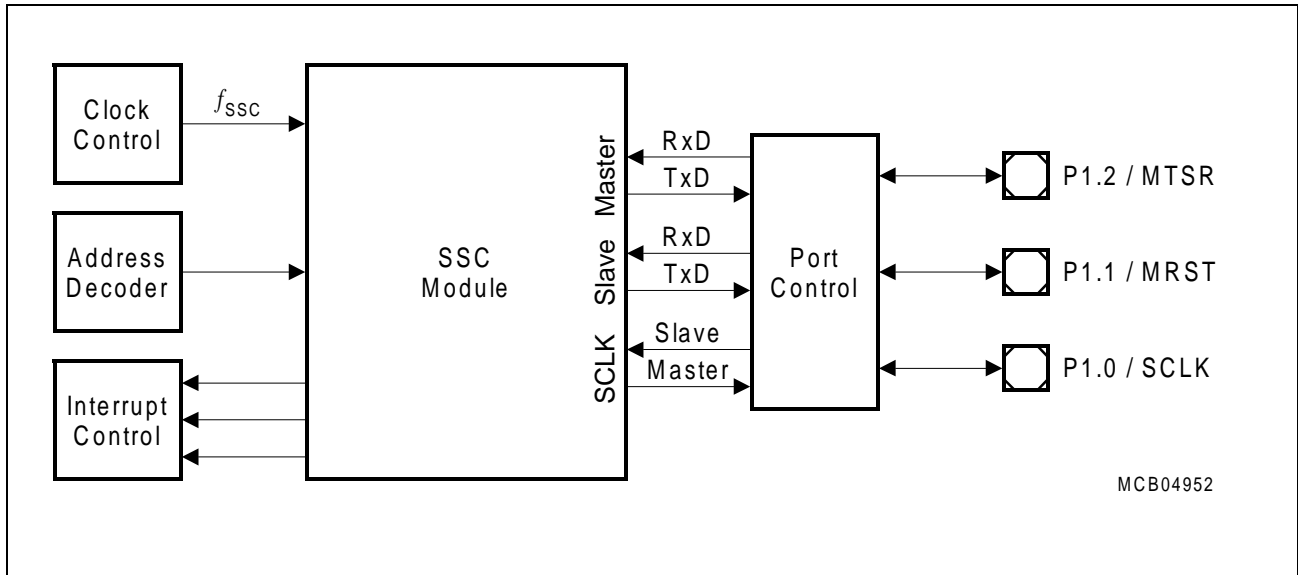 Clock
Control
fSSC
Address
Decoder
Interrupt
Control
SSC
Module
Master
Slave
SCLK
RxD
TxD
RxD
TxD
Slave
Master
Port
Control
P1.2 / MTSR
P1.1 / MRST
P1.0 / SCLK
MCB04952